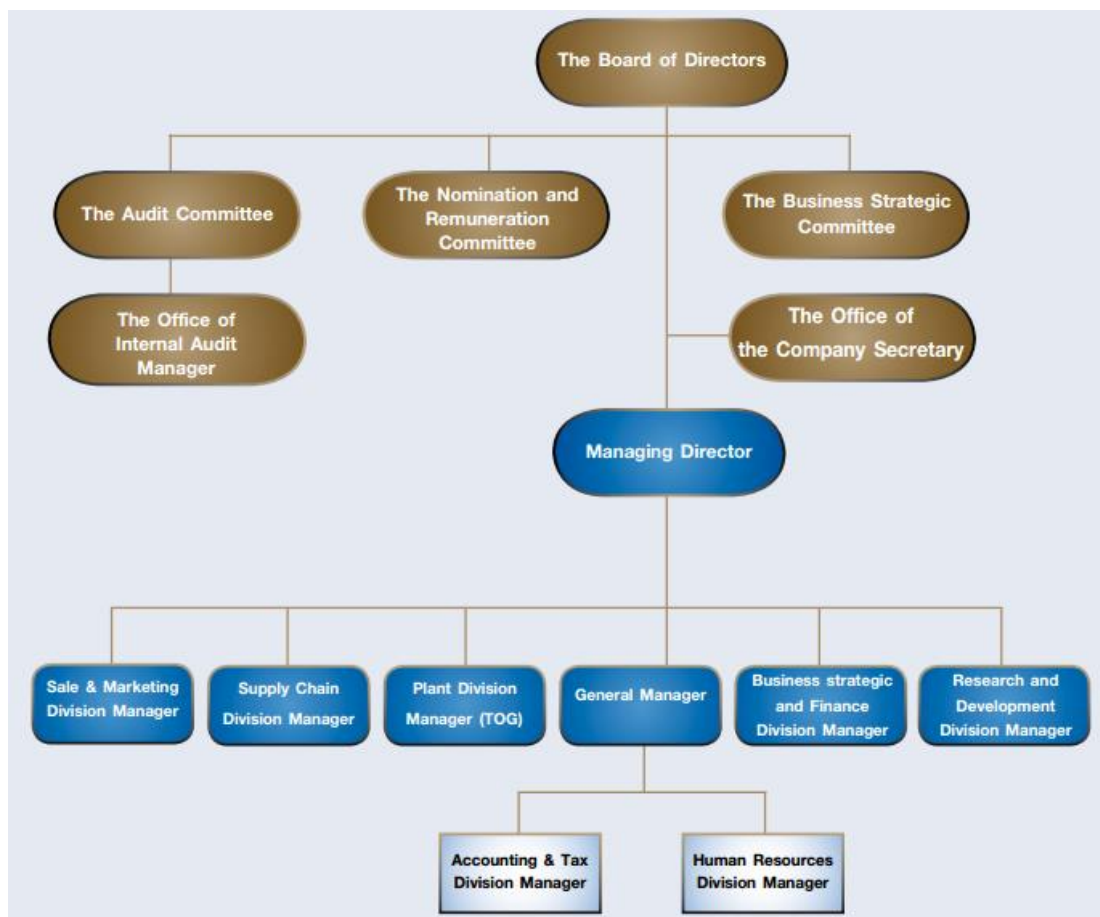 The Board of Directors
The Audit Committee
The Nomination and
Remuneration
Committee
The Business Strategic
Committee
The Office of
Internal Audit
Manager
The Office of
the Company Secretary
Managing Director
Sale & Marketing
Division Manager
Supply Chain
Division Manager
Plant Division
Manager (TOG)
General Manager
Business strategic
and Finance
Division Manager
Research and
Development
Division Manager
Accounting & Tax
Division Manager
Human Resources
Division Manager